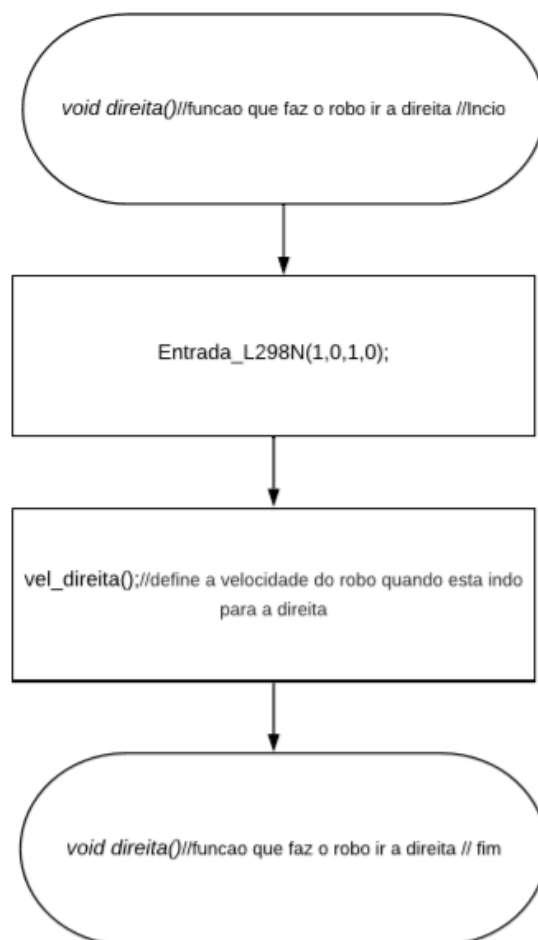 void direita()//funcao que faz o robo ir a direita //Incio
Entrada_L298N(1,0,1,0);
vel_direita();//define a velocidade do robo quando esta indo
para a direita
void direita()//funcao que faz o robo ir a direita // fim